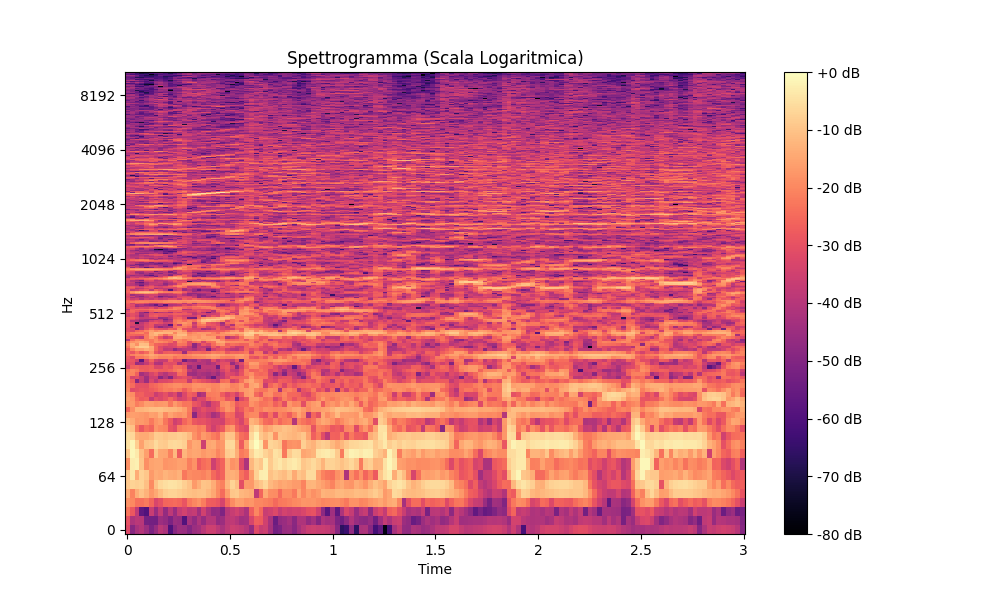 Spettrogramma (Scala Logaritmica)
Hz
8192
4096
2048
1024
512
256
128
64
0
0 0.5 1 1.5 2 2.5 3
Time
+0 dB
-10 dB
-20 dB
-30 dB
-40 dB
-50 dB
-60 dB
-70 dB
-80 dB